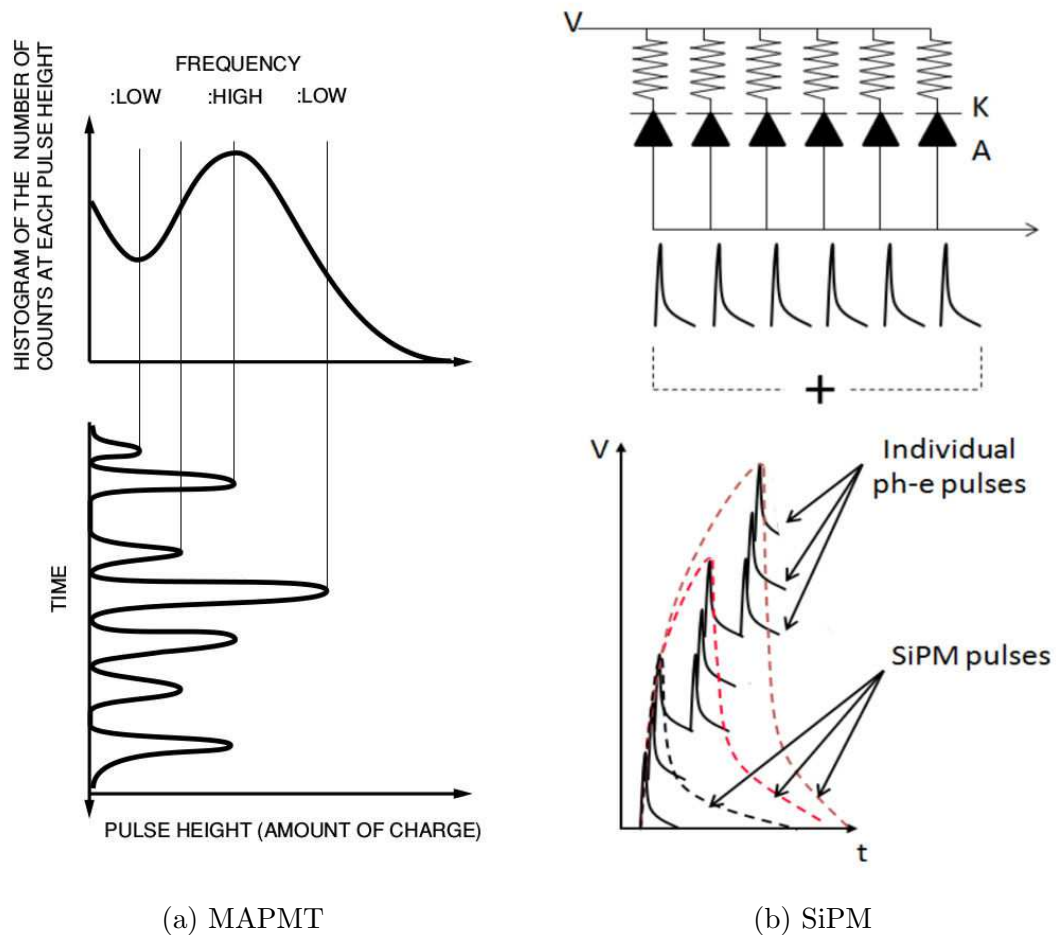 HISTOGRAM OF THE NUMBER OF
COUNTS AT EACH PULSE HEIGHT
FREQUENCY
:LOW
:HIGH
:LOW
TIME
PULSE HEIGHT (AMOUNT OF CHARGE)
(a) MAPMT
V
K
A
+
V
Individual
ph-e pulses
SiPM pulses
t
(b) SiPM